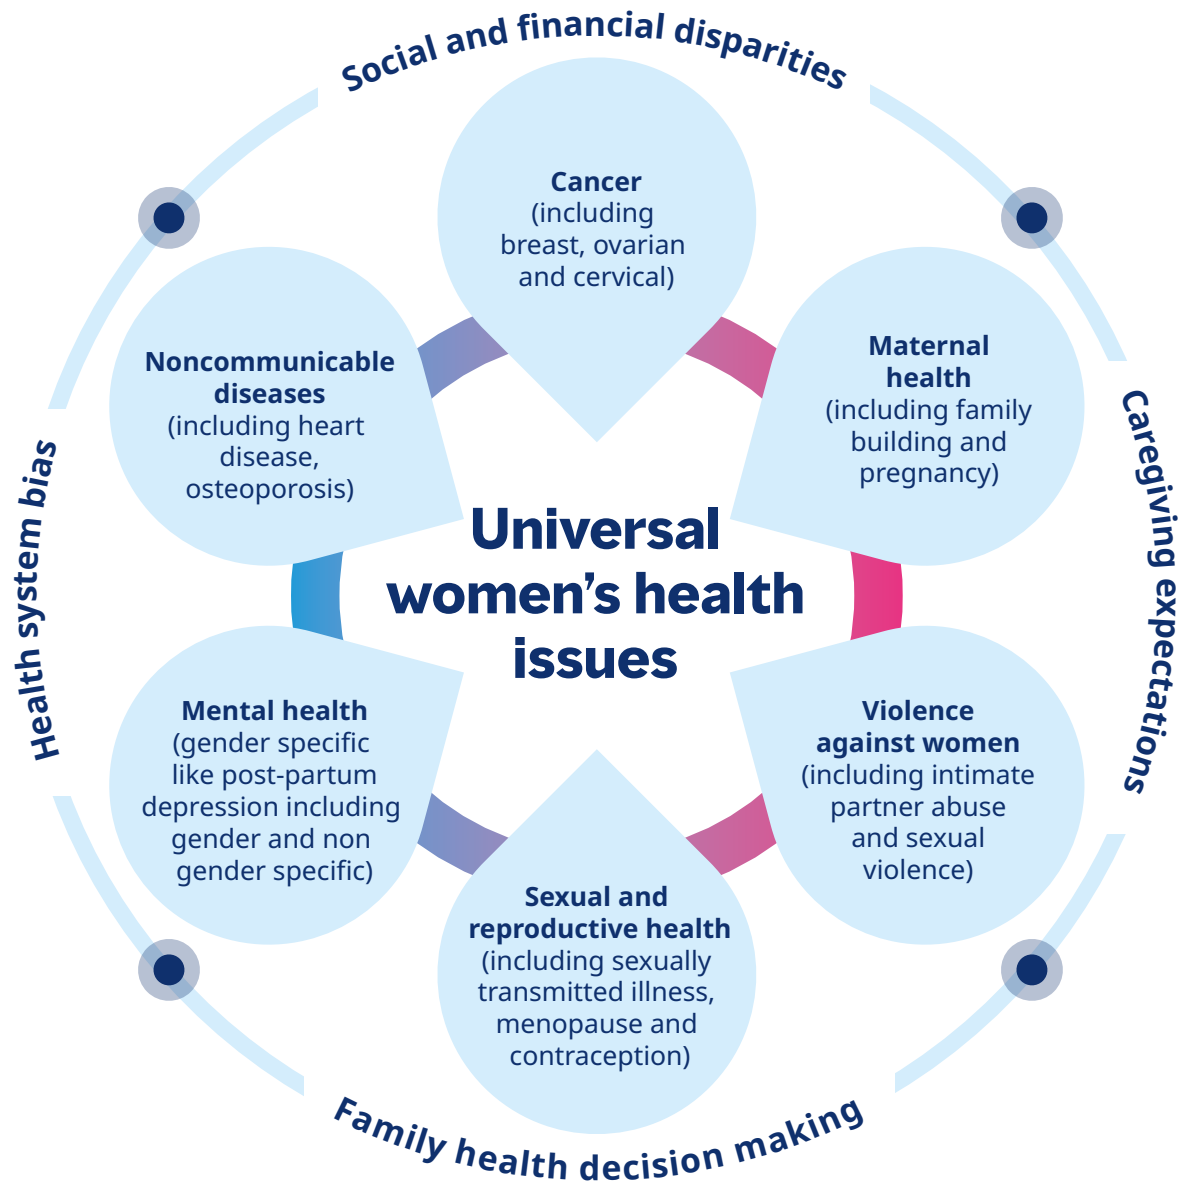 Social and financial disparities
Cancer
(including
breast, ovarian
and cervical)
Maternal
health
(including family
building and
pregnancy)
Caregiving expectations
Violence
against women
(including intimate
partner abuse
and sexual
violence)
Sexual and
reproductive health
(including sexually
transmitted illness,
menopause and
contraception)
Family health decision making
Mental health
(gender specific
like post-partum
depression including
gender and non
gender specific)
Health system bias
Noncommunicable
diseases
(including heart
disease,
osteoporosis)
Universal
women’s health
issues